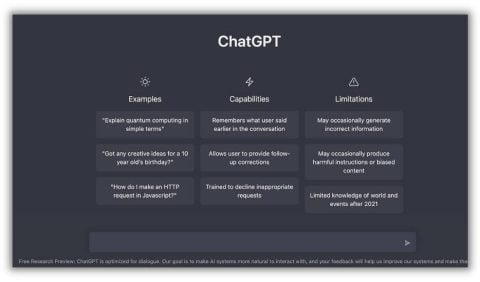 ChatGPT
Examples
Capabilities
Limitations
"Explain quantum computing in
simple terms"
Remembers what user said
earlier in the conversation
May occasionally generate
incorrect information
"Got any creative ideas for a 10
year old's birthday?"
Allows user to provide follow-
up corrections
May occasionally produce
harmful instructions or biased
content
"How do I make an HTTP
request in Javascript?"
Trained to decline inappropriate
requests
Limited knowledge of world and
events after 2021
Free Research Preview: ChatGPT is optimized for dialogue. Our goal is to make AI systems more natural to interact with, and your feedback will help us improve our systems and make the